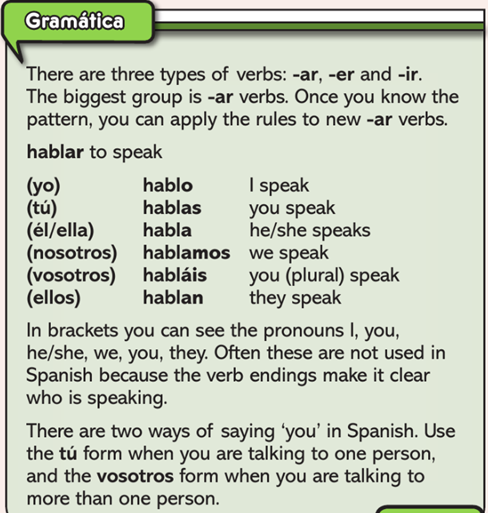 Gramática
There are three types of verbs: -ar, -er and -ir.
The biggest group is -ar verbs. Once you know the
pattern, you can apply the rules to new -ar verbs.
hablar to speak
(yo) hablo I speak
(tú) hablas you speak
(él/ella) habla he/she speaks
(nosotros) hablamos we speak
(vosotros) habláis you (plural) speak
(ellos) hablan they speak
In brackets you can see the pronouns I, you,
he/she, we, you, they. Often these are not used in
Spanish because the verb endings make it clear
who is speaking.
There are two ways of saying ‘you’ in Spanish. Use
the tú form when you are talking to one person,
and the vosotros form when you are talking to
more than one person.